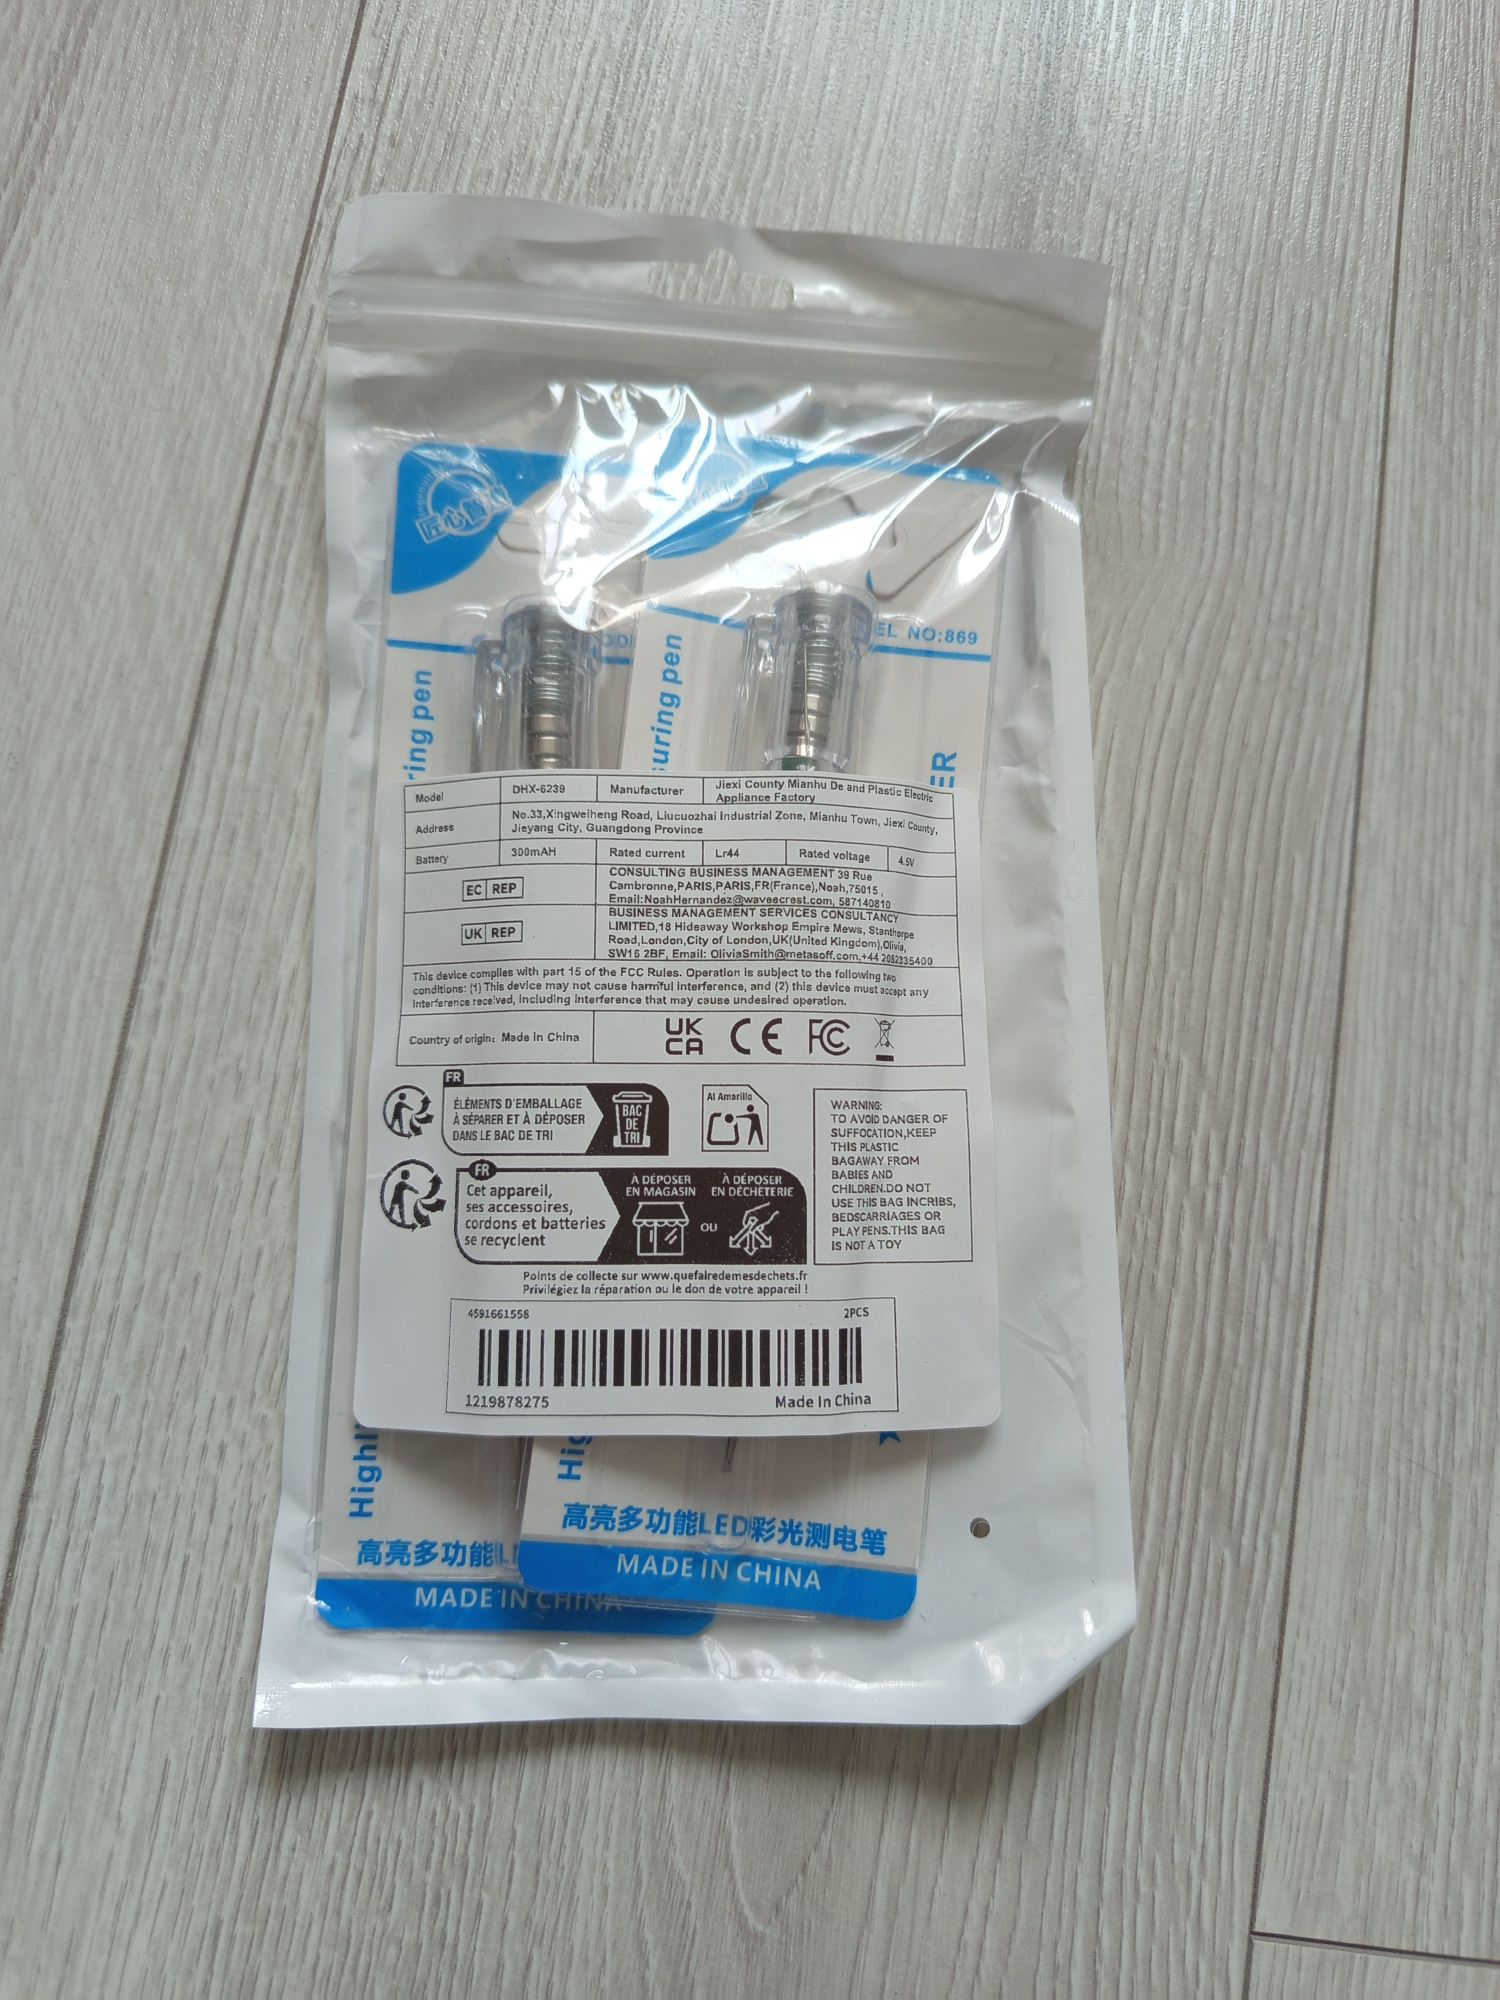 匠心
EL NO:869
ring pen
uring pen
ER
Model
DHX-6239
Manufacturer
Jiexi County Mianhu De and Plastic Electric
Appliance Factory
Address
No.33,Xingweiheng Road, Liucuozhai Industrial Zone, Mianhu Town, Jiexi County,
Jieyang City, Guangdong Province
Battery
300mAH
Rated current
Lr44
Rated voltage
4.5V
EC REP
CONSULTING BUSINESS MANAGEMENT 39 Rue
Cambronne,PARIS,PARIS,FR(France),Noah,75015 ,
Email:NoahHernandez@waveecrest.com, 587140810
UK REP
BUSINESS MANAGEMENT SERVICES CONSULTANCY
LIMITED,18 Hideaway Workshop Empire Mews, Stanthorpe
Road,London,City of London,UK(United Kingdom),Olivia,
SW16 2BF, Email: OliviaSmith@metasoff.com,+44 2082335400
This device complies with part 15 of the FCC Rules. Operation is subject to the following two
conditions: (1) This device may not cause harmful interference, and (2) this device must accept any
interference received, including interference that may cause undesired operation.
Country of origin: Made in China
UK
CA
CE
FC
FR
ÉLÉMENTS D'EMBALLAGE
À SÉPARER ET À DÉPOSER
DANS LE BAC DE TRI
BAC
DE
TRI
Al Amarillo
FR
Cet appareil,
ses accessoires,
cordons et batteries
se recyclent
À DÉPOSER
EN MAGASIN
OU
À DÉPOSER
EN DÉCHÈTERIE
WARNING:
TO AVOID DANGER OF
SUFFOCATION,KEEP
THIS PLASTIC
BAGAWAY FROM
BABIES AND
CHILDREN.DO NOT
USE THIS BAG INCRIBS,
BEDSCARRIAGES OR
PLAY PENS.THIS BAG
IS NOT A TOY
Points de collecte sur www.quefairedemesdechets.fr
Privilégiez la réparation ou le don de votre appareil !
4591661558
2PCS
1219878275
Made In China
Highl
Hig
高亮多功能L
MADE IN CHINA
高亮多功能LED彩光测电笔
MADE IN CHINA